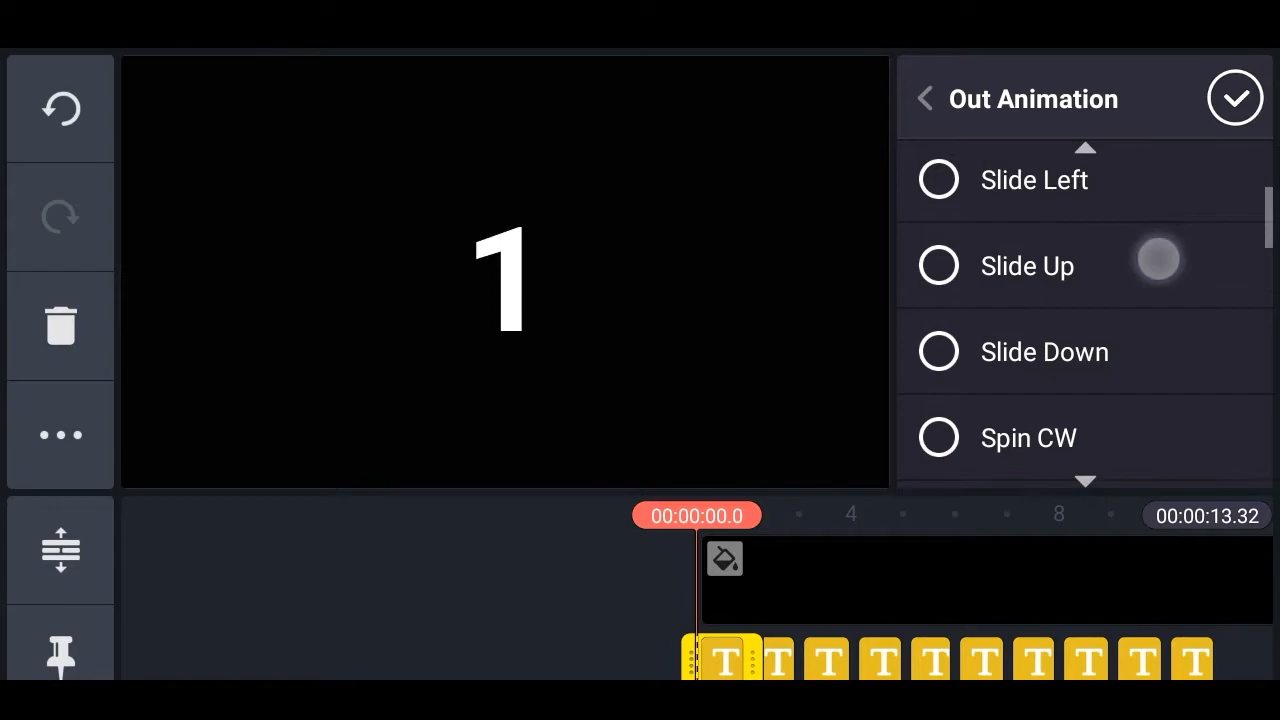 Out Animation
Slide Left
1
Slide Up
Slide Down
Spin CW
00:00:00.0
4
8
00:00:13.32
T T T T T T T T T T